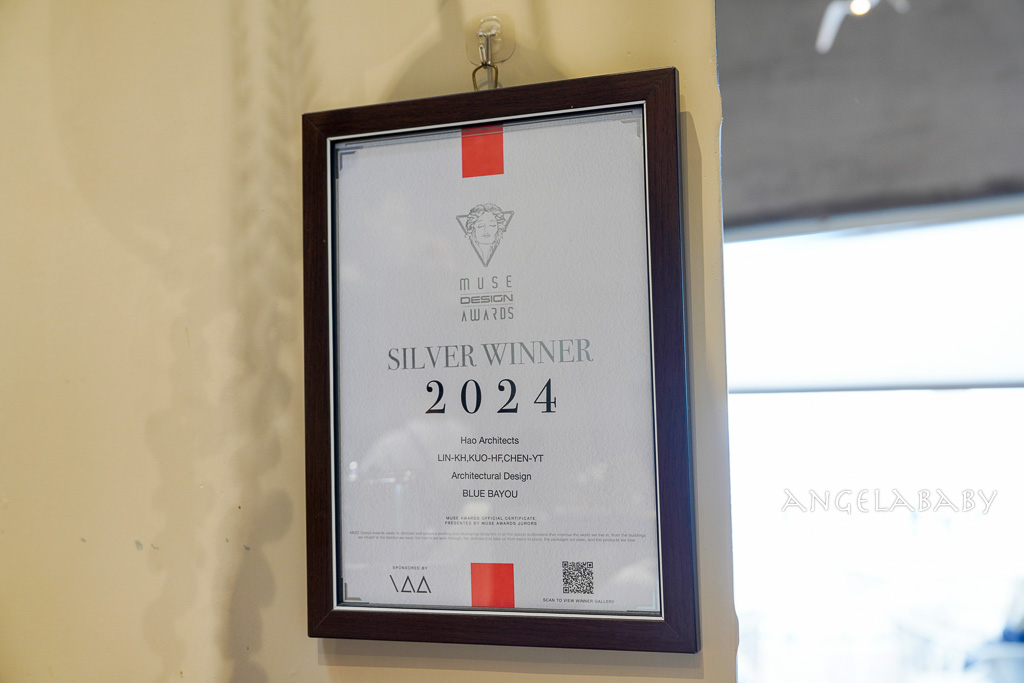 MUSE
DESIGN
AWARDS
SILVER WINNER
2024
Hao Architects
LIN-KH,KUO-HF,CHEN-YT
Architectural Design
BLUE BAYOU
MUSE AWARDS OFFICIAL CERTIFICATE
PRESENTED BY MUSE AWARDS JURORS
SPONSORED BY
IAA
SCAN TO VIEW WINNER GALLERY
ANGELABABY